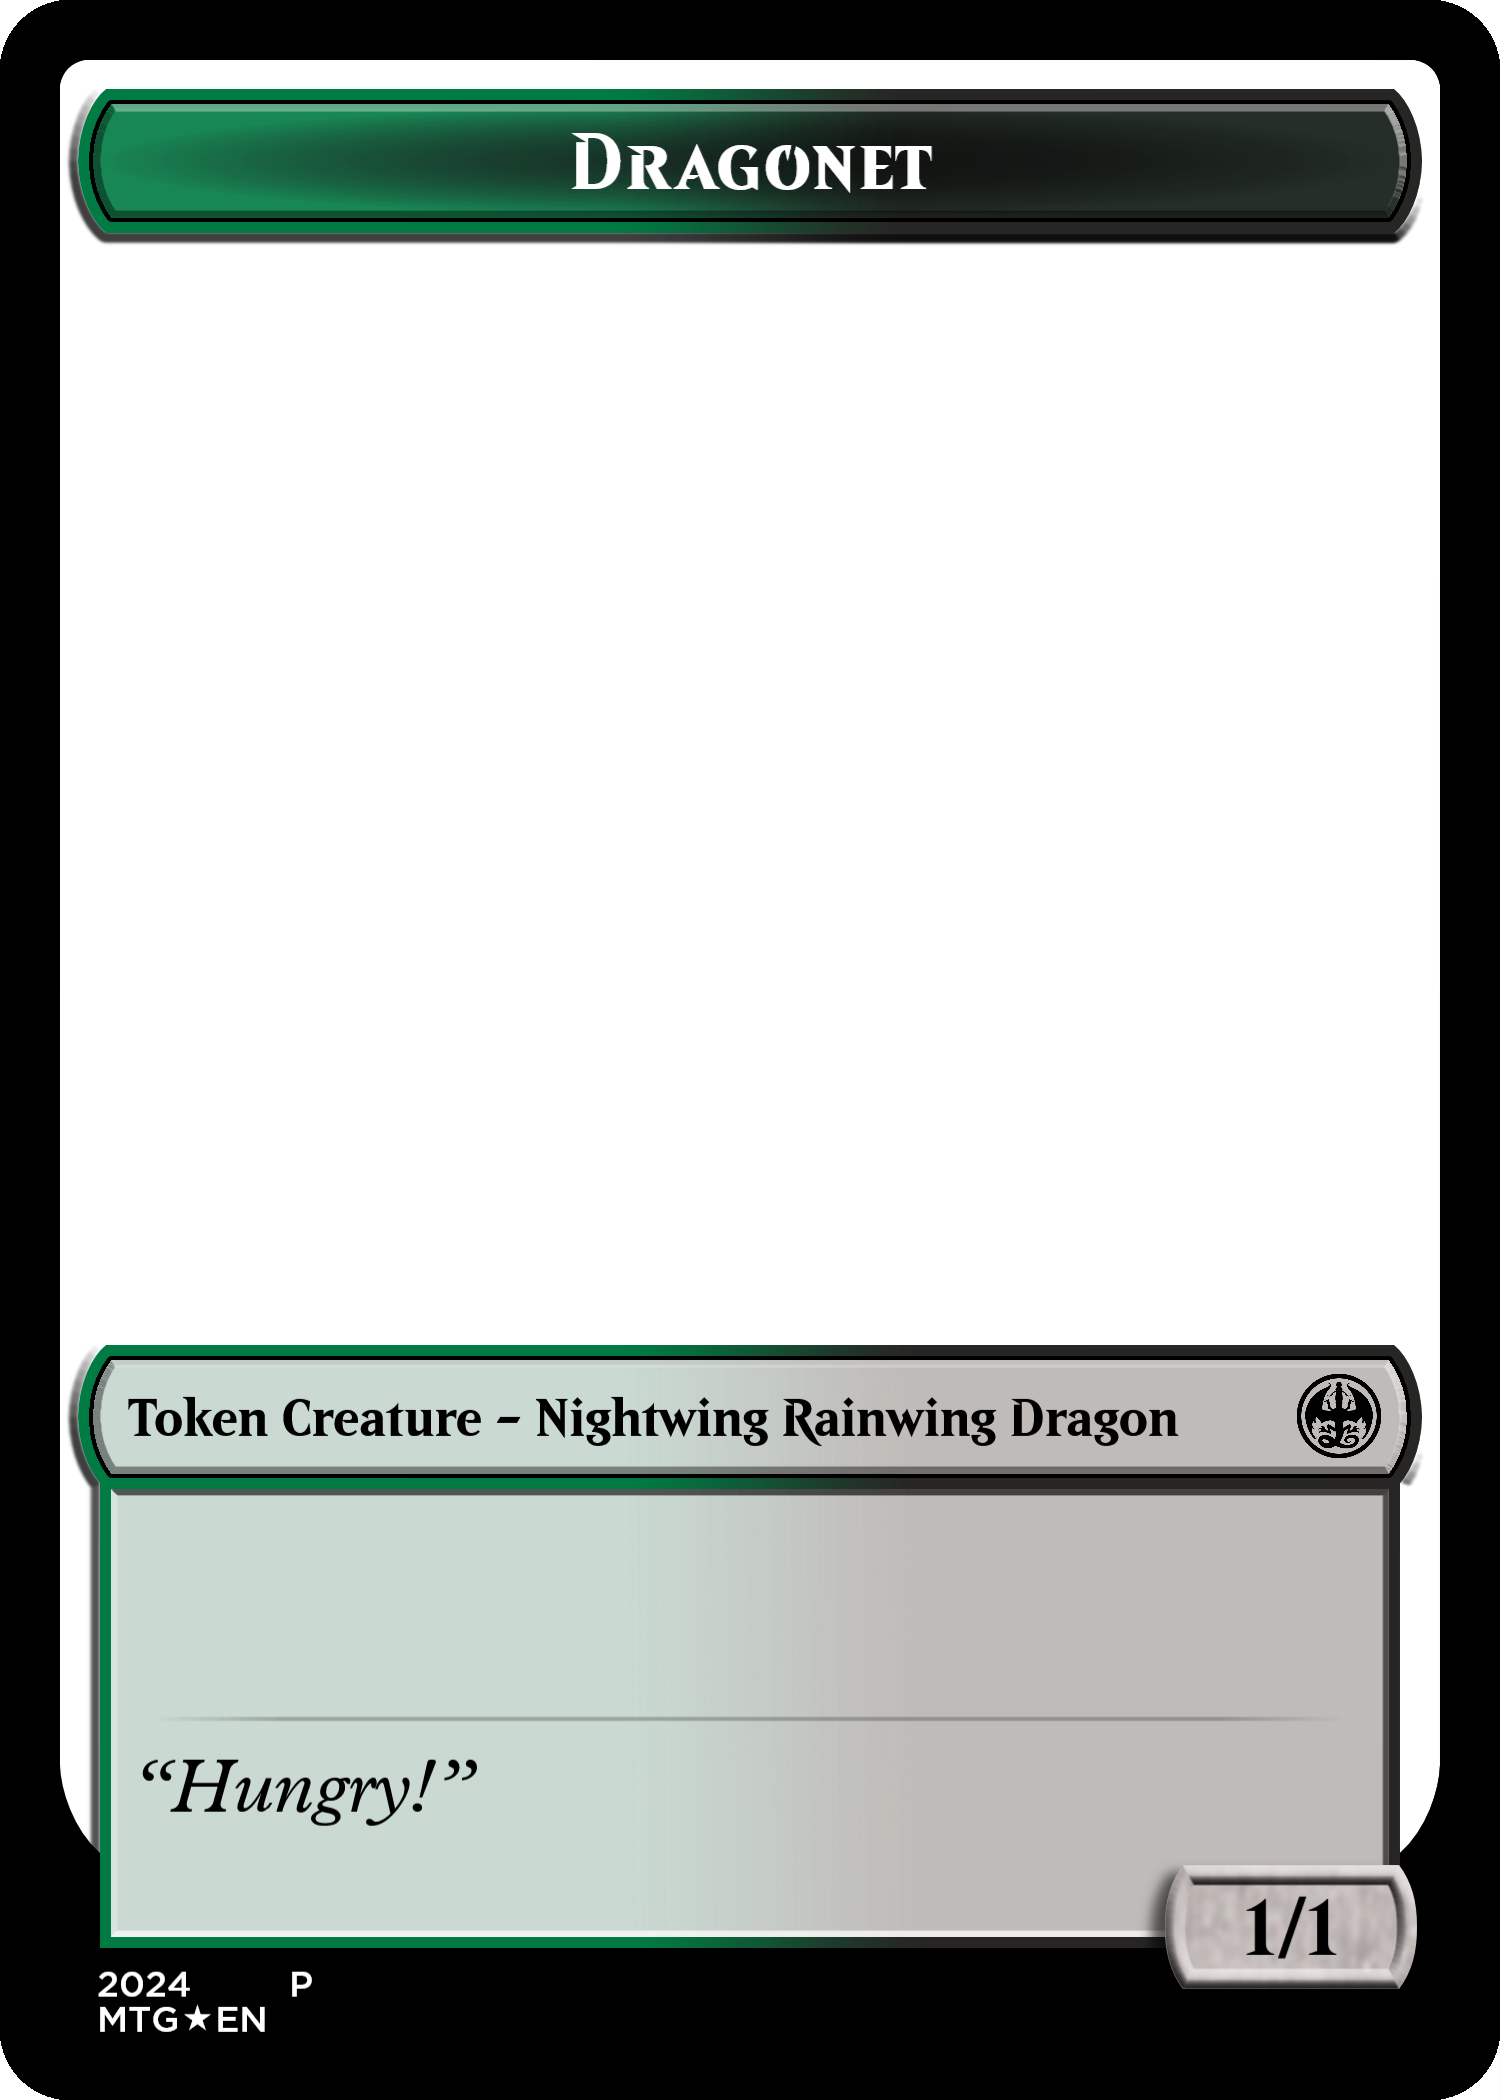 Dragonet
Token Creature – Nightwing Rainwing Dragon
“Hungry!”
1/1
2024 P
MTG★EN